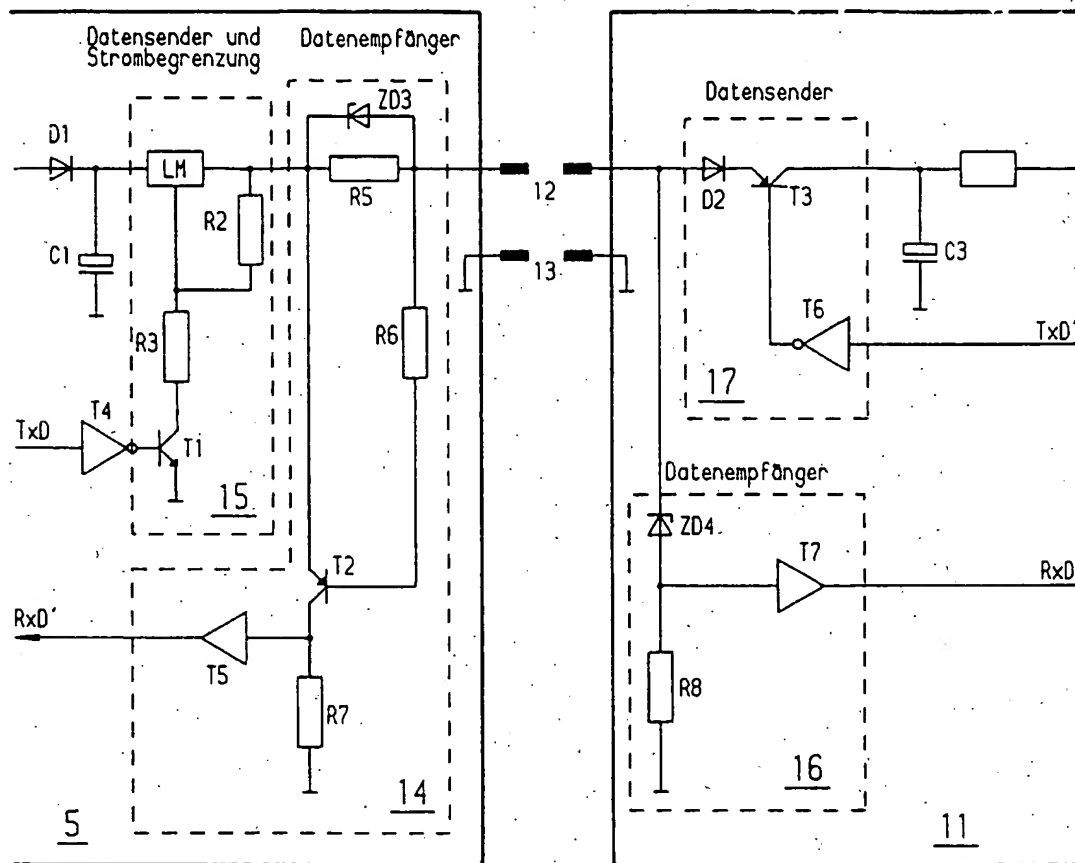 Datensender und
Strombegrenzung
Datenempfänger
ZD3
D1
LM
R5
R2
C1
R3
R6
TxD
T4
T1
15
T2
RxD'
T5
R7
14
5
12
13
Datensender
D2
T3
C3
T6
TxD'
17
Datenempfänger
ZD4
T7
RxD
R8
16
11